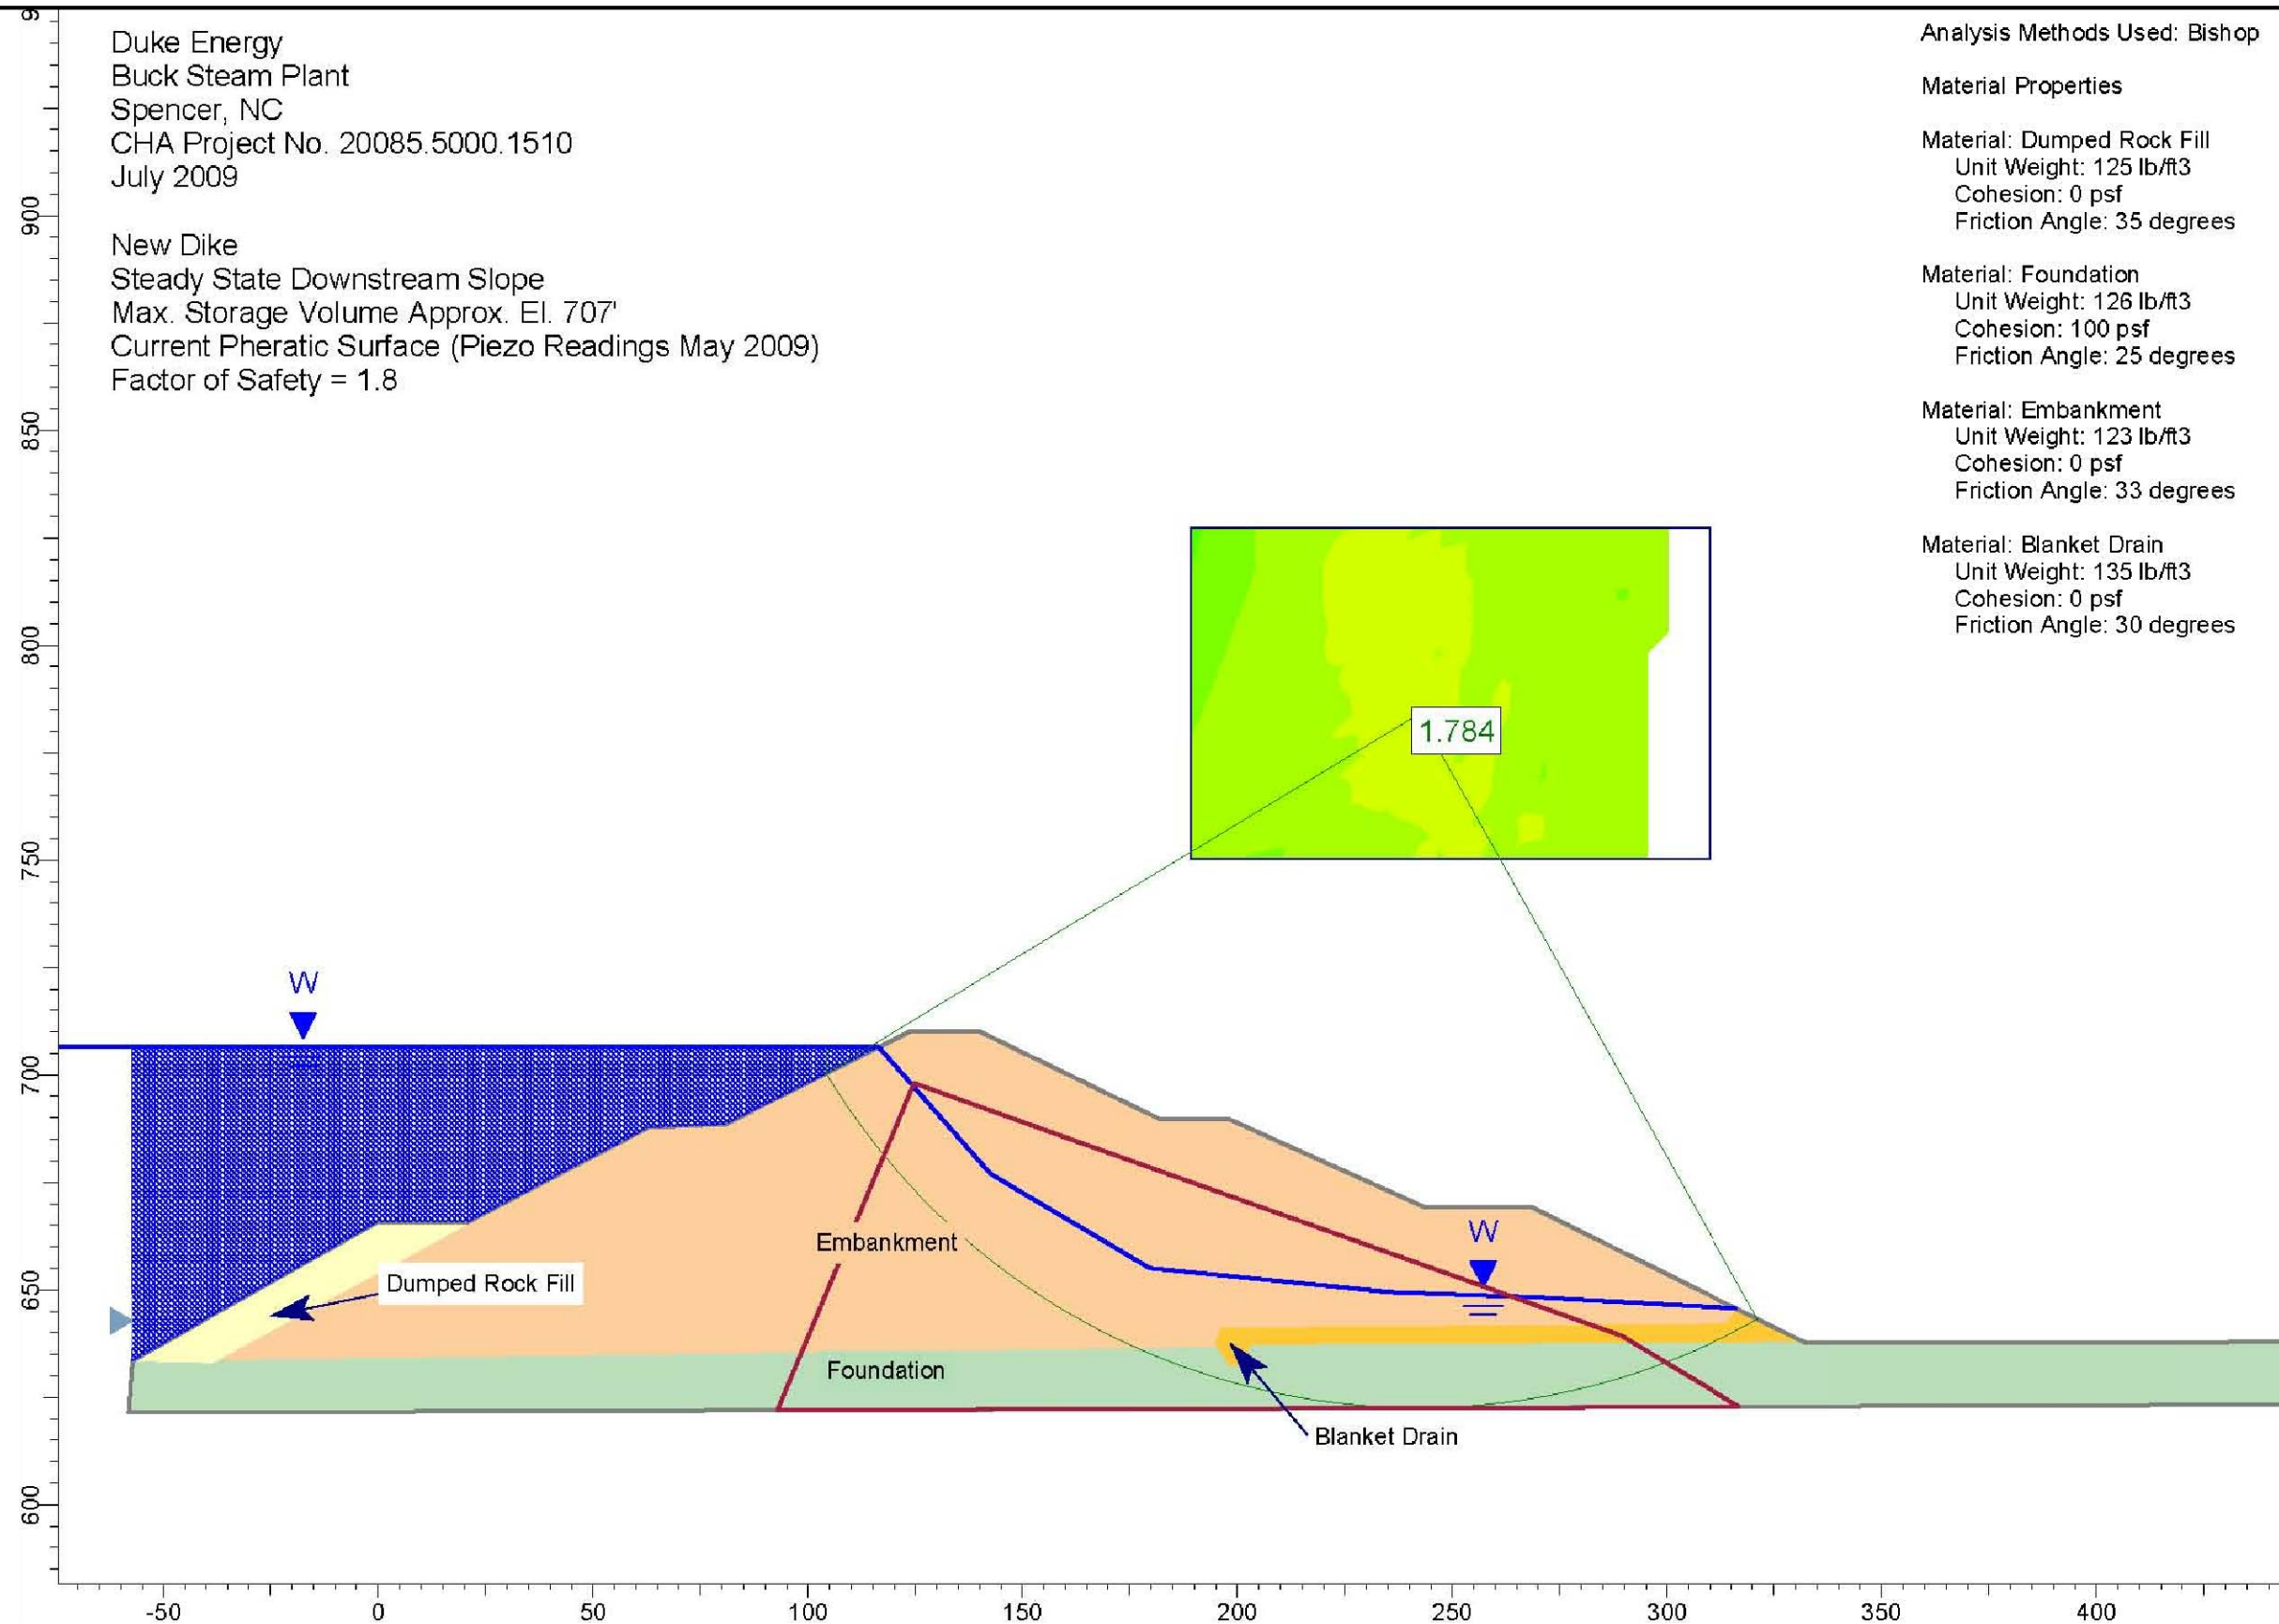 Duke Energy
Buck Steam Plant
Spencer, NC
CHA Project No. 20085.5000.1510
July 2009
New Dike
Steady State Downstream Slope
Max. Storage Volume Approx. El. 707'
Current Pheratic Surface (Piezo Readings May 2009)
Factor of Safety = 1.8
Analysis Methods Used: Bishop
Material Properties
Material: Dumped Rock Fill
Unit Weight: 125 lb/ft3
Cohesion: 0 psf
Friction Angle: 35 degrees
Material: Foundation
Unit Weight: 126 lb/ft3
Cohesion: 100 psf
Friction Angle: 25 degrees
Material: Embankment
Unit Weight: 123 lb/ft3
Cohesion: 0 psf
Friction Angle: 33 degrees
Material: Blanket Drain
Unit Weight: 135 lb/ft3
Cohesion: 0 psf
Friction Angle: 30 degrees
900
850
800
750
700
650
600
1.784
W
W
Embankment
Dumped Rock Fill
Foundation
Blanket Drain
-50 0 50 100 150 200 250 300 350 400